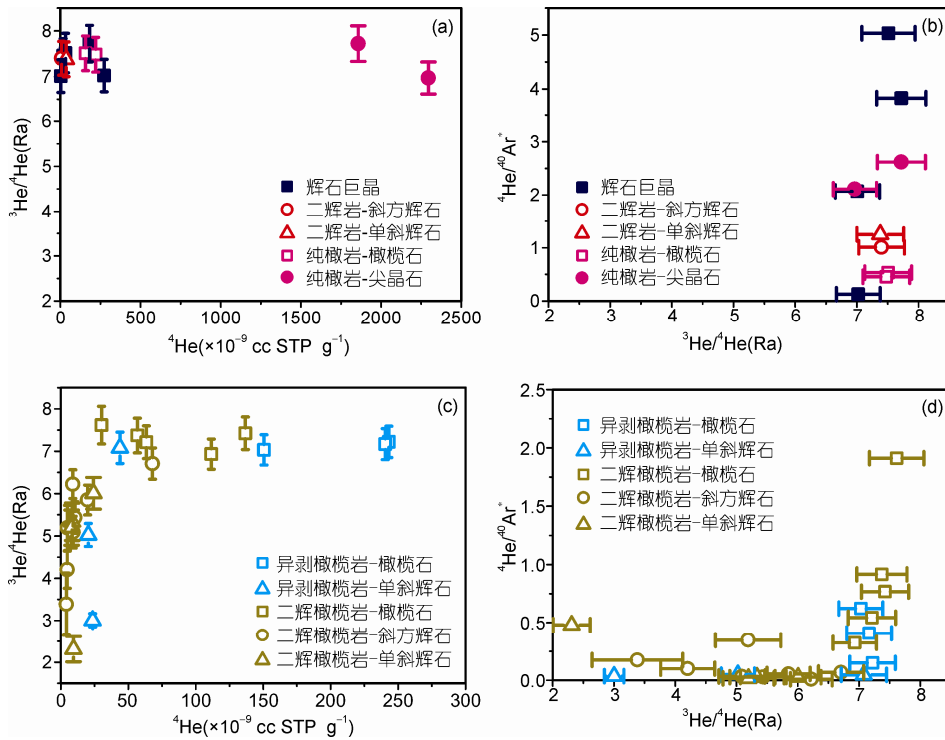 (a)
8
7
6
5
4
3
2
³He/⁴He(Ra)
辉石巨晶
二辉岩-斜方辉石
二辉岩-单斜辉石
纯橄岩-橄榄石
纯橄岩-尖晶石
0 500 1000 1500 2000 2500
⁴He(×10⁻⁹ cc STP g⁻¹)
(b)
5
4
3
2
1
0
⁴He/⁴⁰Ar*
辉石巨晶
二辉岩-斜方辉石
二辉岩-单斜辉石
纯橄岩-橄榄石
纯橄岩-尖晶石
2 3 4 5 6 7 8
³He/⁴He(Ra)
(c)
8
7
6
5
4
3
2
³He/⁴He(Ra)
异剥橄榄岩-橄榄石
异剥橄榄岩-单斜辉石
二辉橄榄岩-橄榄石
二辉橄榄岩-斜方辉石
二辉橄榄岩-单斜辉石
0 50 100 150 200 250 300
⁴He(×10⁻⁹ cc STP g⁻¹)
(d)
2.5
2.0
1.5
1.0
0.5
0.0
⁴He/⁴⁰Ar*
异剥橄榄岩-橄榄石
异剥橄榄岩-单斜辉石
二辉橄榄岩-橄榄石
二辉橄榄岩-斜方辉石
二辉橄榄岩-单斜辉石
2 3 4 5 6 7 8
³He/⁴He(Ra)